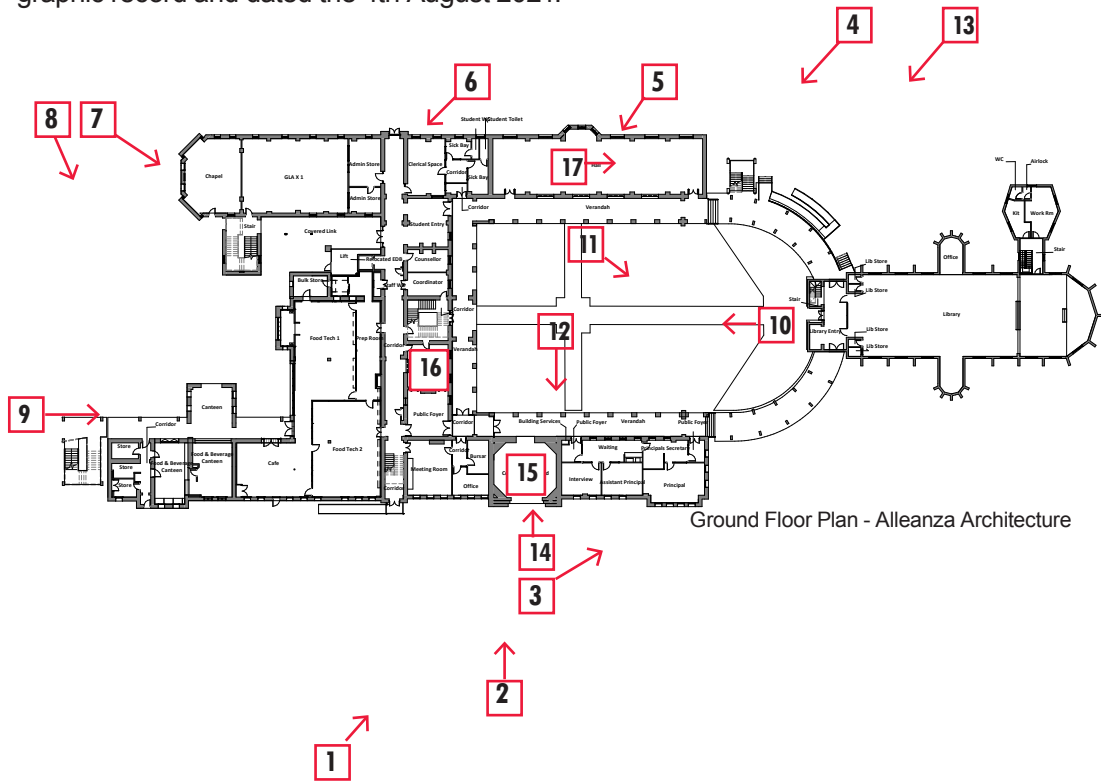 graphic record and dated the 4th August 2021.
4
13
6
5
8
7
Student Toilet
WC
Airlock
Sick Bay
Clerical Space
Corridor
Sick Bay
17
Chapel
GLA X 1
Admin Store
Admin Store
Corridor
Verandah
Kit
Work Rm
Student Entry
Stair
Covered Link
11
Counsellor
Lift
Relocated EDB
Office
Stair
Lib Store
Coordinator
Bulk Store
Lib Store
Stair
Library
Corridor
10
Library Entry
12
Food Tech 1
Prep Room
Corridor
Verandah
Lib Store
Lib Store
16
9
Canteen
Public Foyer
Corridor
Corridor
Building Services
Public Foyer
Verandah
Public Foyer
Store
Store
Store
Food & Beverage
Canteen
Food & Beverage
Canteen
Cafe
Food Tech 2
Corridor
Meeting Room
Corridor
Bursar
Office
15
Waiting
Principals Secretary
Interview
Assistant Principal
Principal
Ground Floor Plan - Alleanza Architecture
14
3
2
1